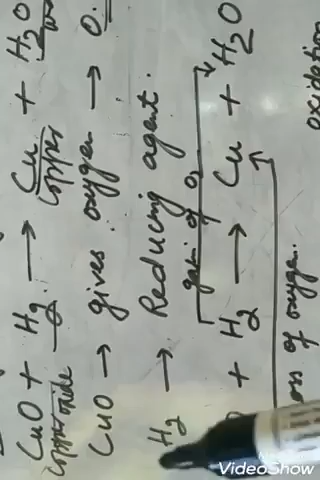 CuO + H2 → Cu + H2O
Copper oxide Copper
CuO → gives oxygen → O.
H2 → Reducing agent.
gain of O2
+ H2 → Cu + H2O
oss of oxygen.
oxidation
VideoShow